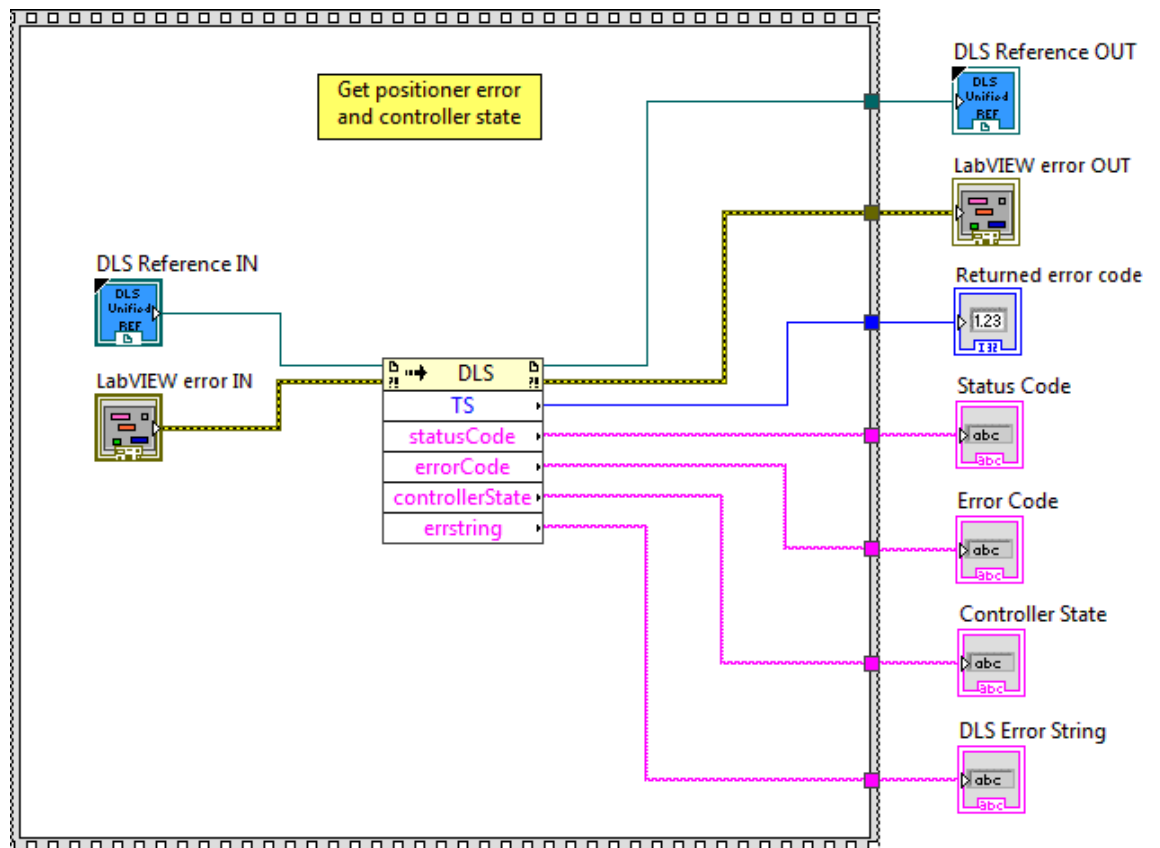 DLS Reference OUT
DLS
Unified
REF
Get positioner error
and controller state
LabVIEW error OUT
DLS Reference IN
DLS
Unified
REF
Returned error code
1.23
I32
LabVIEW error IN
DLS
TS
statusCode
errorCode
controllerState
errstring
Status Code
abc
abc
Error Code
abc
abc
Controller State
abc
abc
DLS Error String
abc
abc